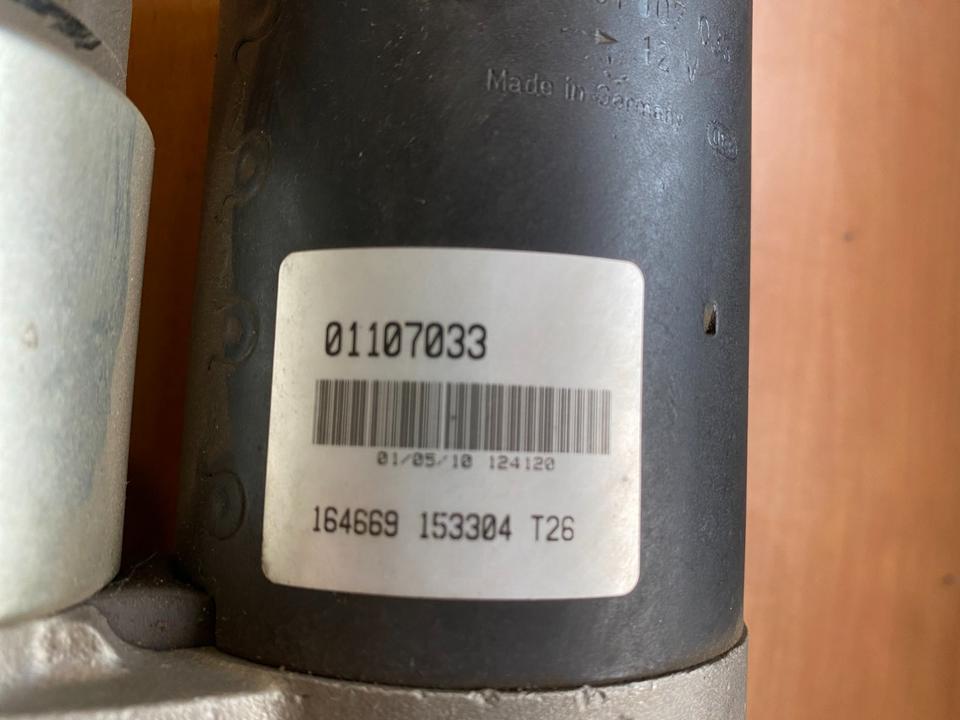 12 V
Made in Germany
01107033
01/05/10 124120
164669 153304 T26